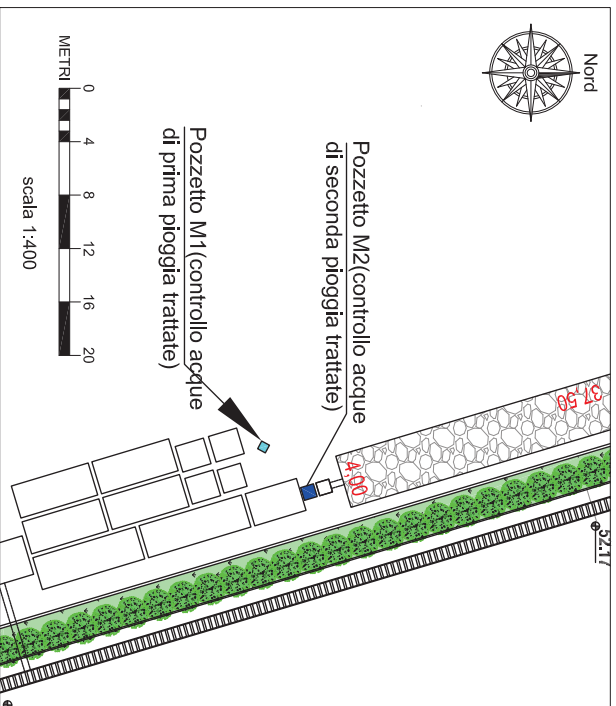 Nord
Pozzetto M2(controllo acque
di seconda pioggia trattate)
Pozzetto M1(controllo acque
di prima pioggia trattate)
METRI
0 4 8 12 16 20
scala 1:400
37,50
4,00
52.17